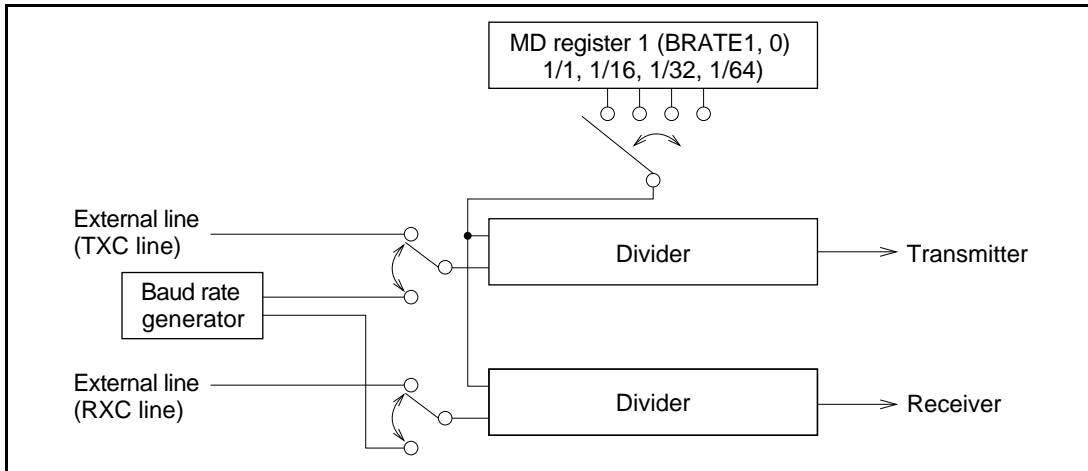 MD register 1 (BRATE1, 0)
1/1, 1/16, 1/32, 1/64)
External line
(TXC line)
Divider
Transmitter
Baud rate
generator
External line
(RXC line)
Divider
Receiver